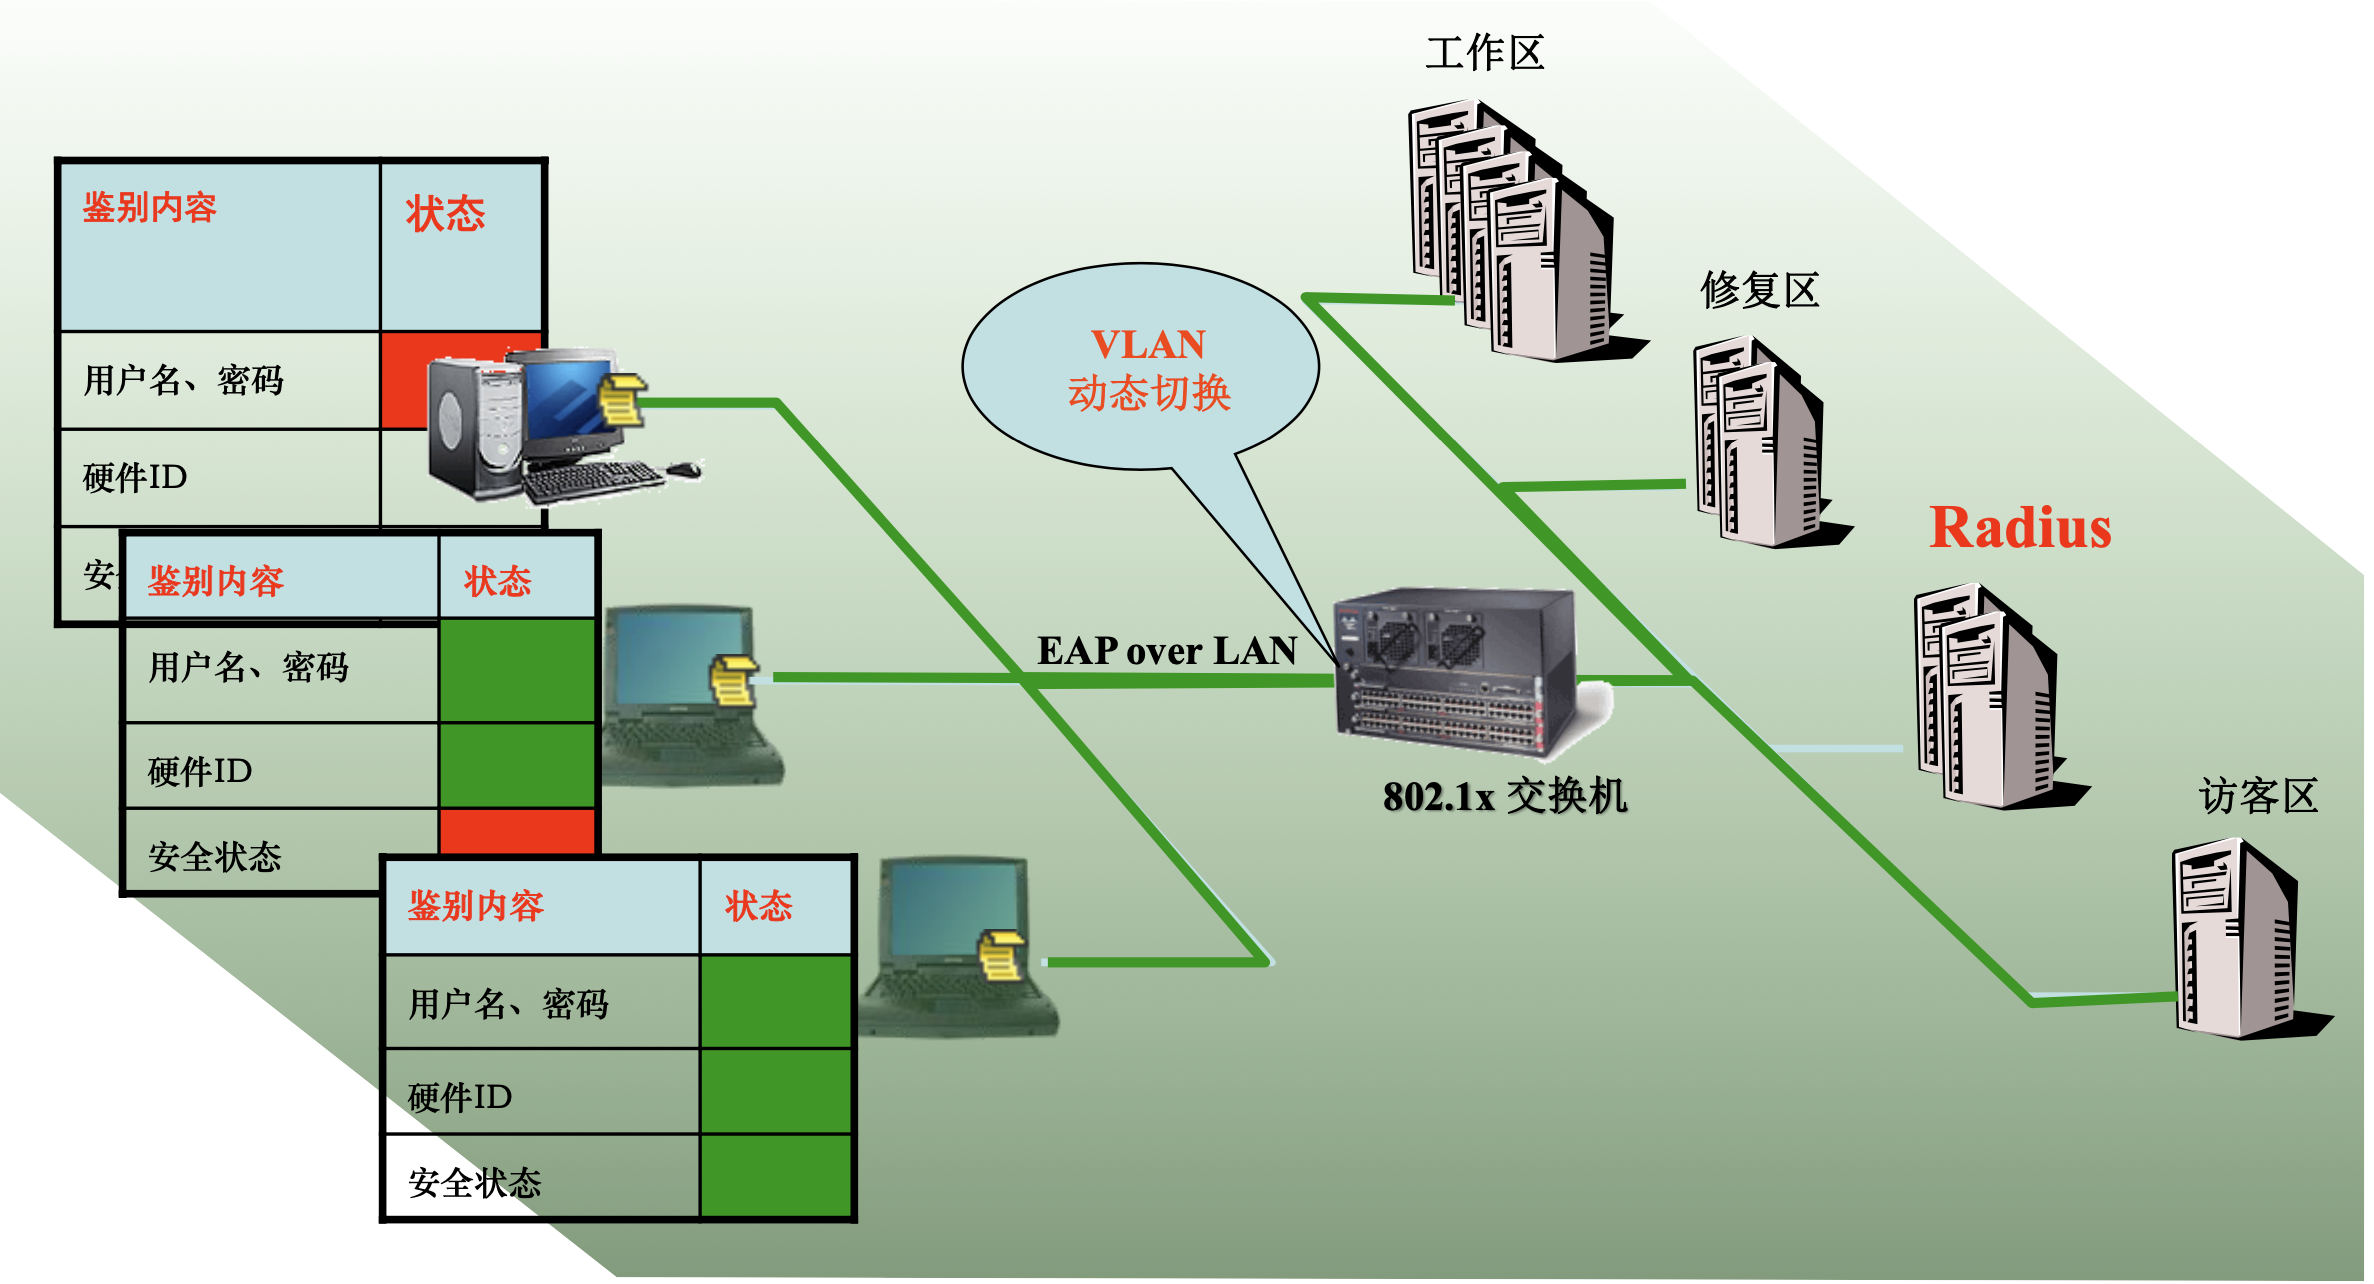 工作区
鉴别内容
状态
修复区
VLAN
动态切换
用户名、密码
硬件ID
Radius
安
鉴别内容
状态
EAP over LAN
用户名、密码
硬件ID
802.1x 交换机
访客区
安全状态
鉴别内容
状态
用户名、密码
硬件ID
安全状态